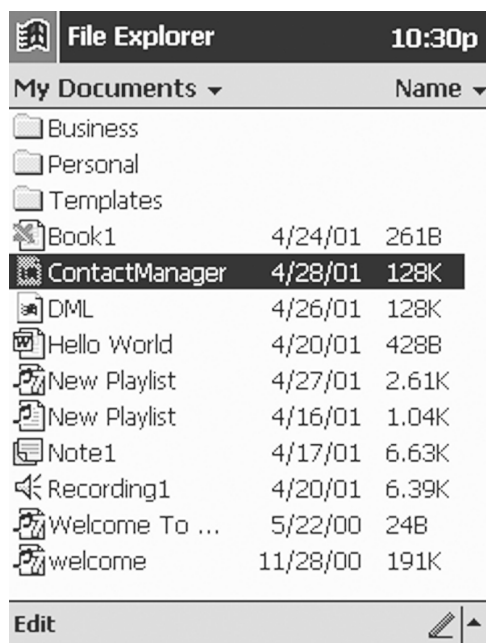 File Explorer 10:30p
My Documents Name
Business
Personal
Templates
Book1 4/24/01 261B
ContactManager 4/28/01 128K
DML 4/26/01 128K
Hello World 4/20/01 428B
New Playlist 4/27/01 2.61K
New Playlist 4/16/01 1.04K
Note1 4/17/01 6.63K
Recording1 4/20/01 6.39K
Welcome To ... 5/22/00 24B
welcome 11/28/00 191K
Edit